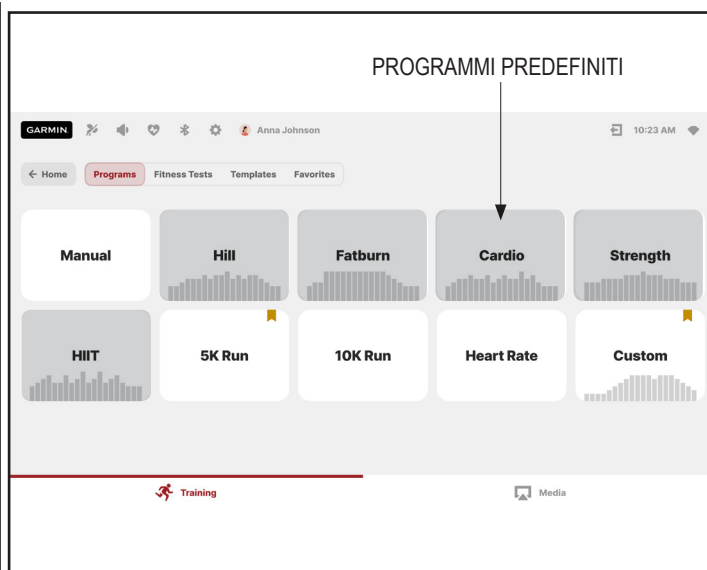 PROGRAMMI PREDEFINITI
GARMIN Anna Johnson 10:23 AM
← Home Programs Fitness Tests Templates Favorites
Manual Hill Fatburn Cardio Strength
HIIT 5K Run 10K Run Heart Rate Custom
Training Media